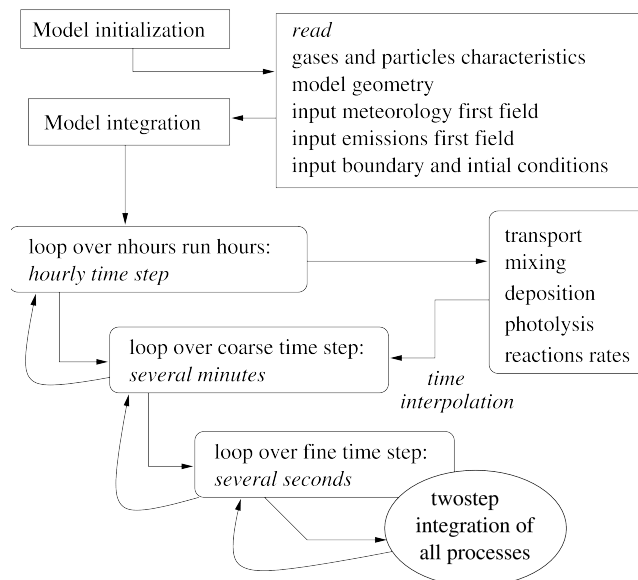 Model initialization
read
gases and particles characteristics
model geometry
input meteorology first field
input emissions first field
input boundary and intial conditions
Model integration
loop over nhours run hours:
hourly time step
transport
mixing
deposition
photolysis
reactions rates
loop over coarse time step:
several minutes
time
interpolation
loop over fine time step:
several seconds
twostep
integration of
all processes